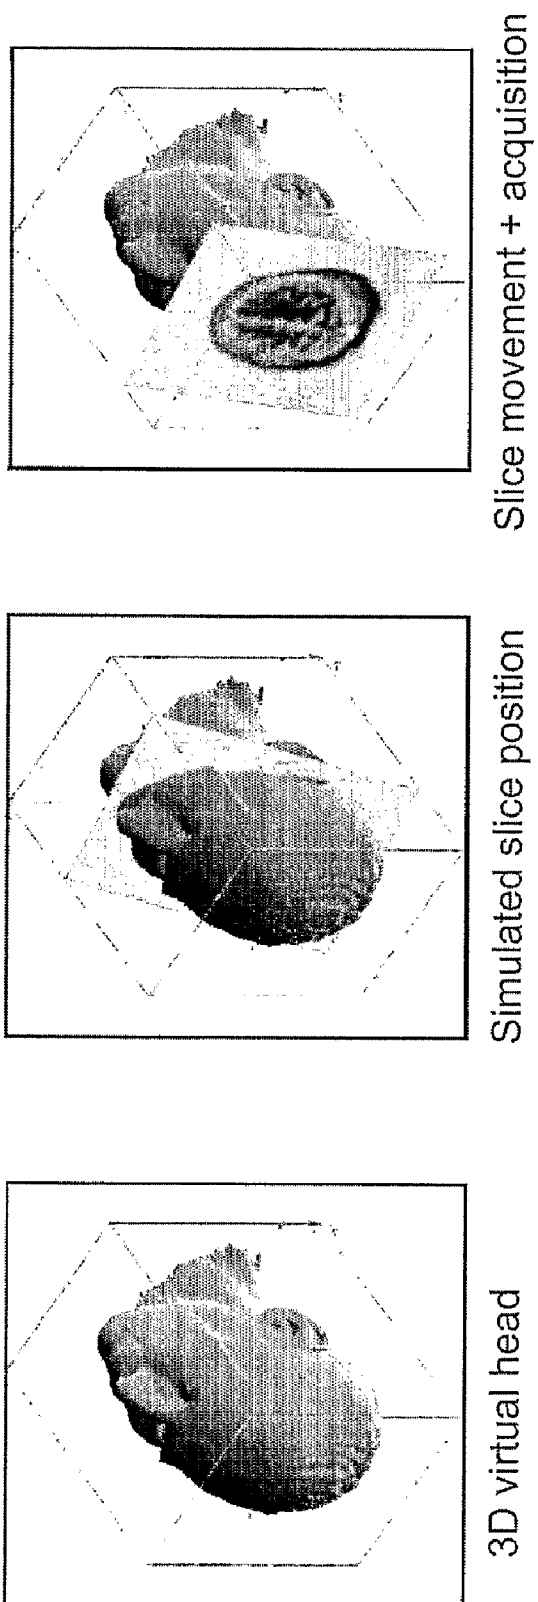 3D virtual head
Simulated slice position
Slice movement + acquisition